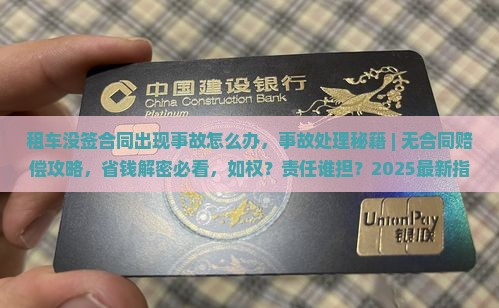 中国建设银行
China Construction Bank
Platinum
租车没签合同出现事故怎么办，事故处理秘籍 | 无合同赔
偿攻略，省钱解密必看，如权？责任谁担？2025最新指
UnionPay
银联